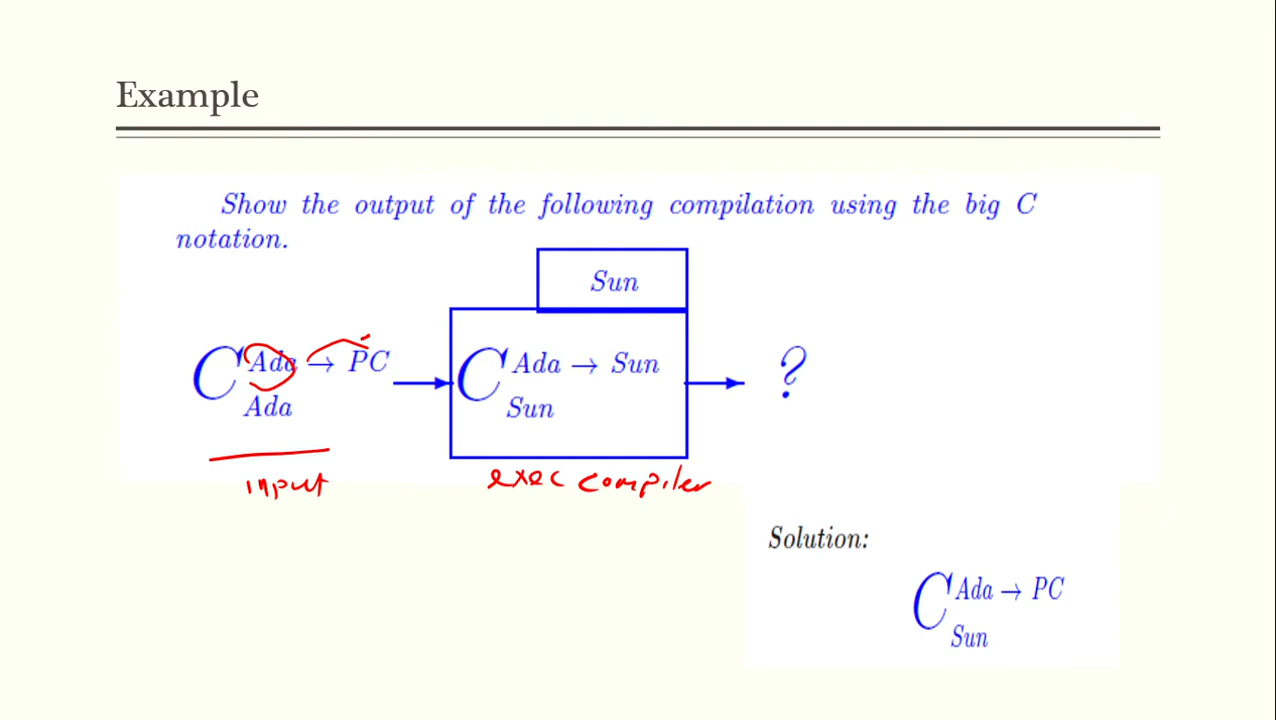 Example
Show the output of the following compilation using the big C
notation.
Sun
C Ada → PC
Ada
C Ada → Sun
Sun
?
input
exec compiler
Solution:
C Ada → PC
Sun